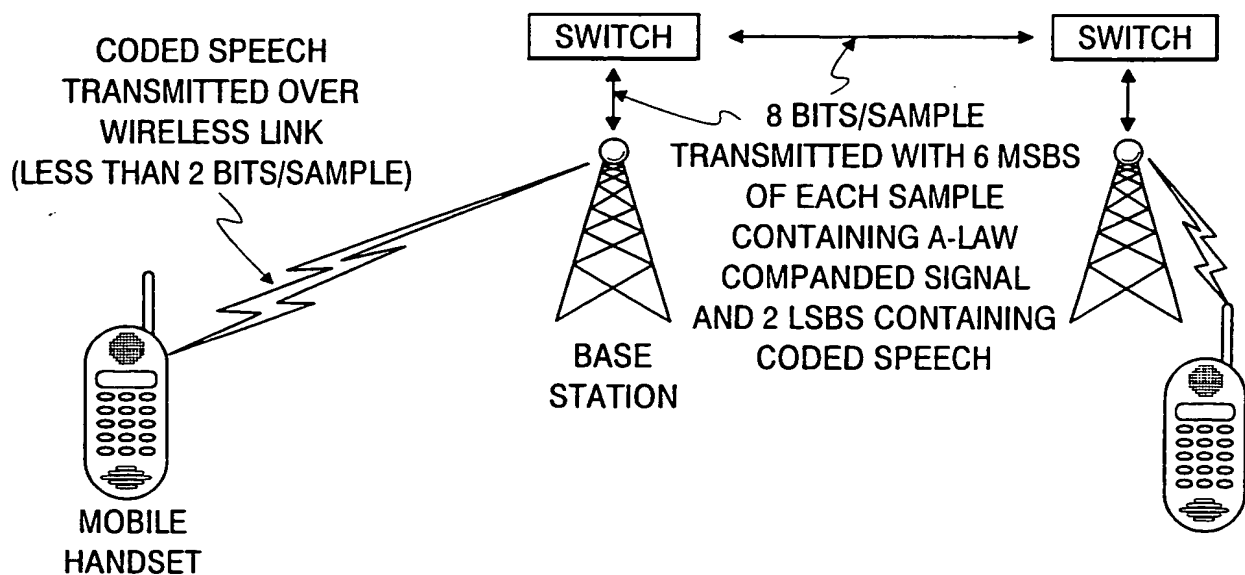 CODED SPEECH
TRANSMITTED OVER
WIRELESS LINK
(LESS THAN 2 BITS/SAMPLE)
SWITCH
SWITCH
8 BITS/SAMPLE
TRANSMITTED WITH 6 MSBS
OF EACH SAMPLE
CONTAINING A-LAW
COMPANDED SIGNAL
AND 2 LSBS CONTAINING
CODED SPEECH
BASE
STATION
MOBILE
HANDSET